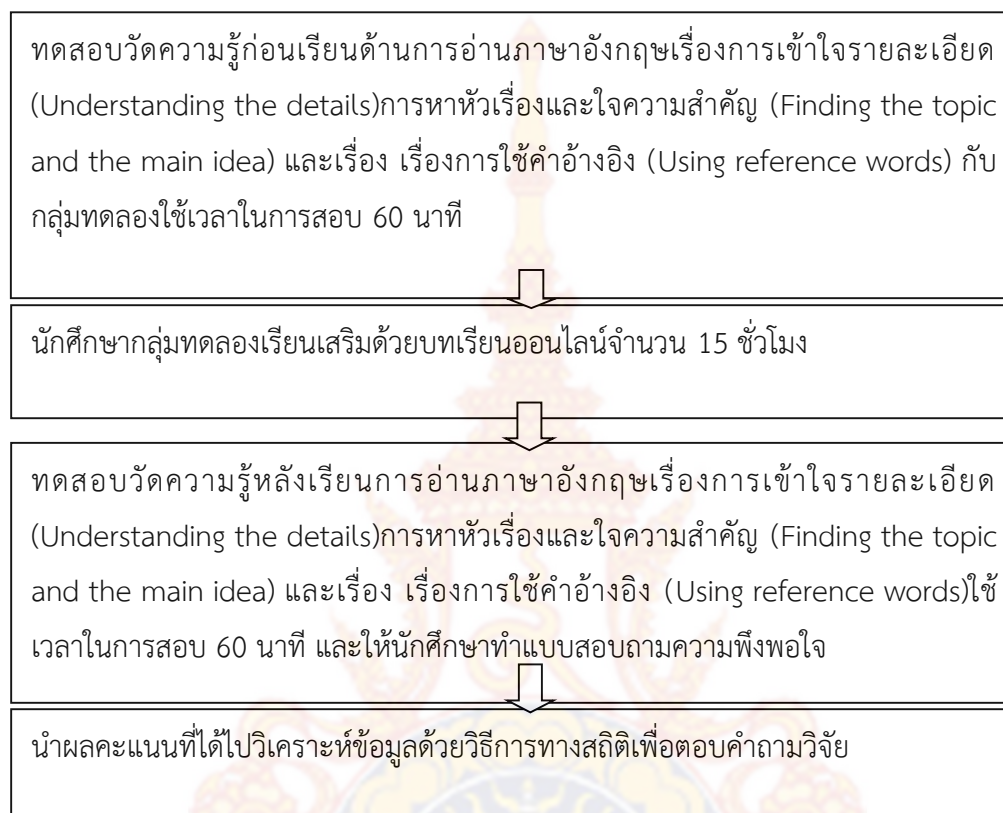 ทดสอบวัดความรู้ก่อนเรียนด้านการอ่านภาษาอังกฤษเรื่องการเข้าใจรายละเอียด
(Understanding the details)การหาหัวเรื่องและใจความสำคัญ (Finding the topic
and the main idea) และเรื่อง เรื่องการใช้คำอ้างอิง (Using reference words) กับ
กลุ่มทดลองใช้เวลาในการสอบ 60 นาที
นักศึกษากลุ่มทดลองเรียนเสริมด้วยบทเรียนออนไลน์จำนวน 15 ชั่วโมง
ทดสอบวัดความรู้หลังเรียนการอ่านภาษาอังกฤษเรื่องการเข้าใจรายละเอียด
(Understanding the details)การหาหัวเรื่องและใจความสำคัญ (Finding the topic
and the main idea) และเรื่อง เรื่องการใช้คำอ้างอิง (Using reference words)ใช้
เวลาในการสอบ 60 นาที และให้นักศึกษาทำแบบสอบถามความพึงพอใจ
นำผลคะแนนที่ได้ไปวิเคราะห์ข้อมูลด้วยวิธีการทางสถิติเพื่อตอบคำถามวิจัย